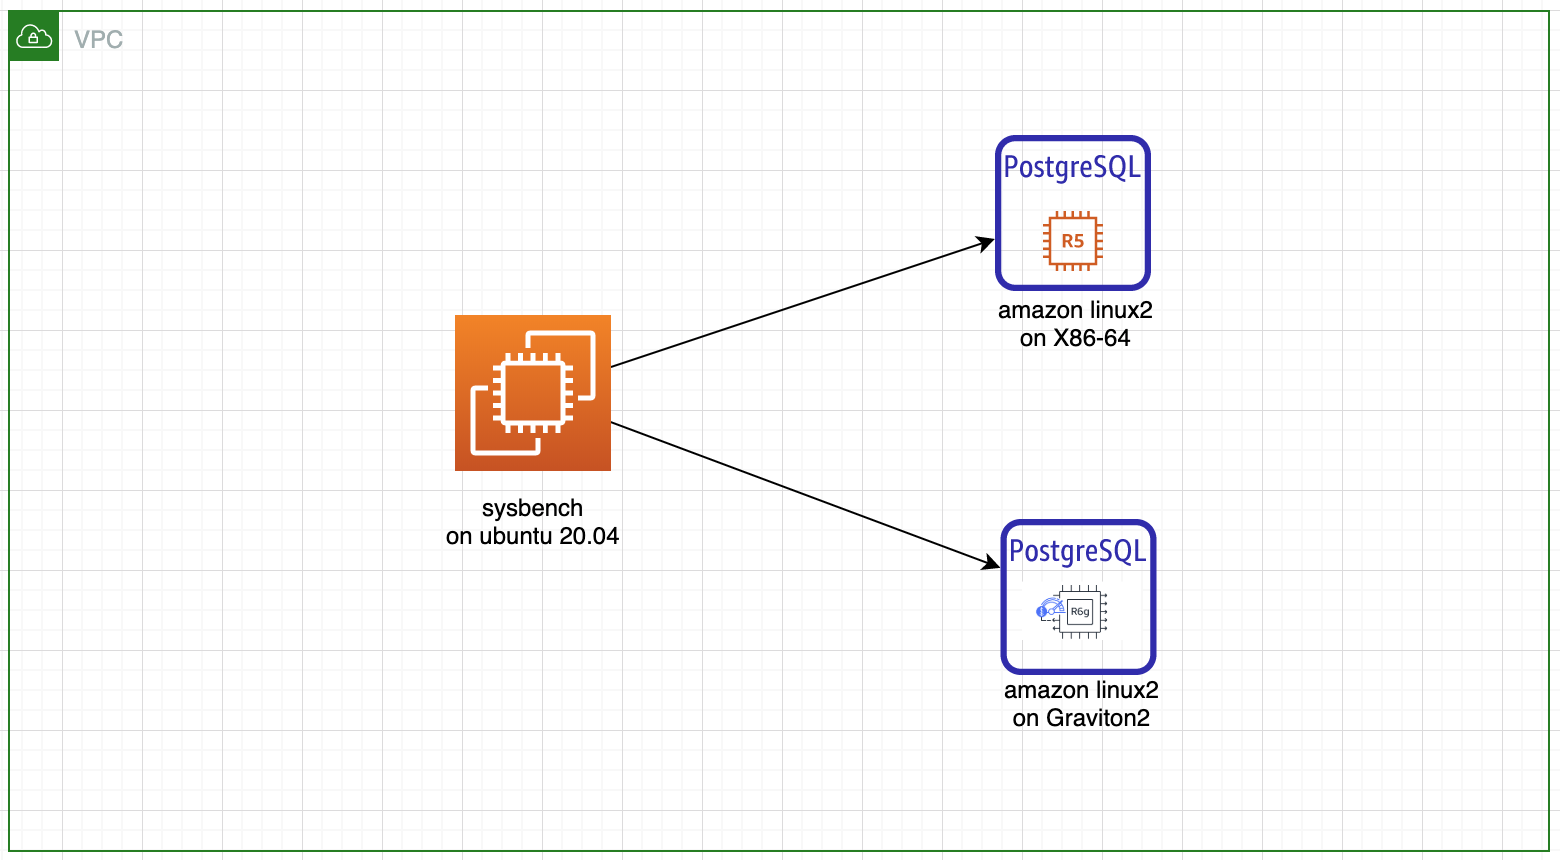 VPC
PostgreSQL
R5
amazon linux2
on X86-64
sysbench
on ubuntu 20.04
PostgreSQL
R6g
amazon linux2
on Graviton2